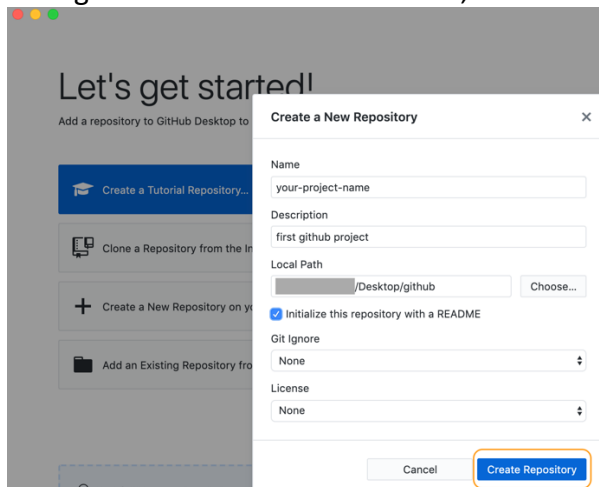 Let's get started!
Add a repository to GitHub Desktop to
Create a Tutorial Repository...
Clone a Repository from the In
Create a New Repository on yo
Add an Existing Repository fro
Create a New Repository
Name
your-project-name
Description
first github project
Local Path
/Desktop/github
Choose...
Initialize this repository with a README
Git Ignore
None
License
None
Cancel
Create Repository